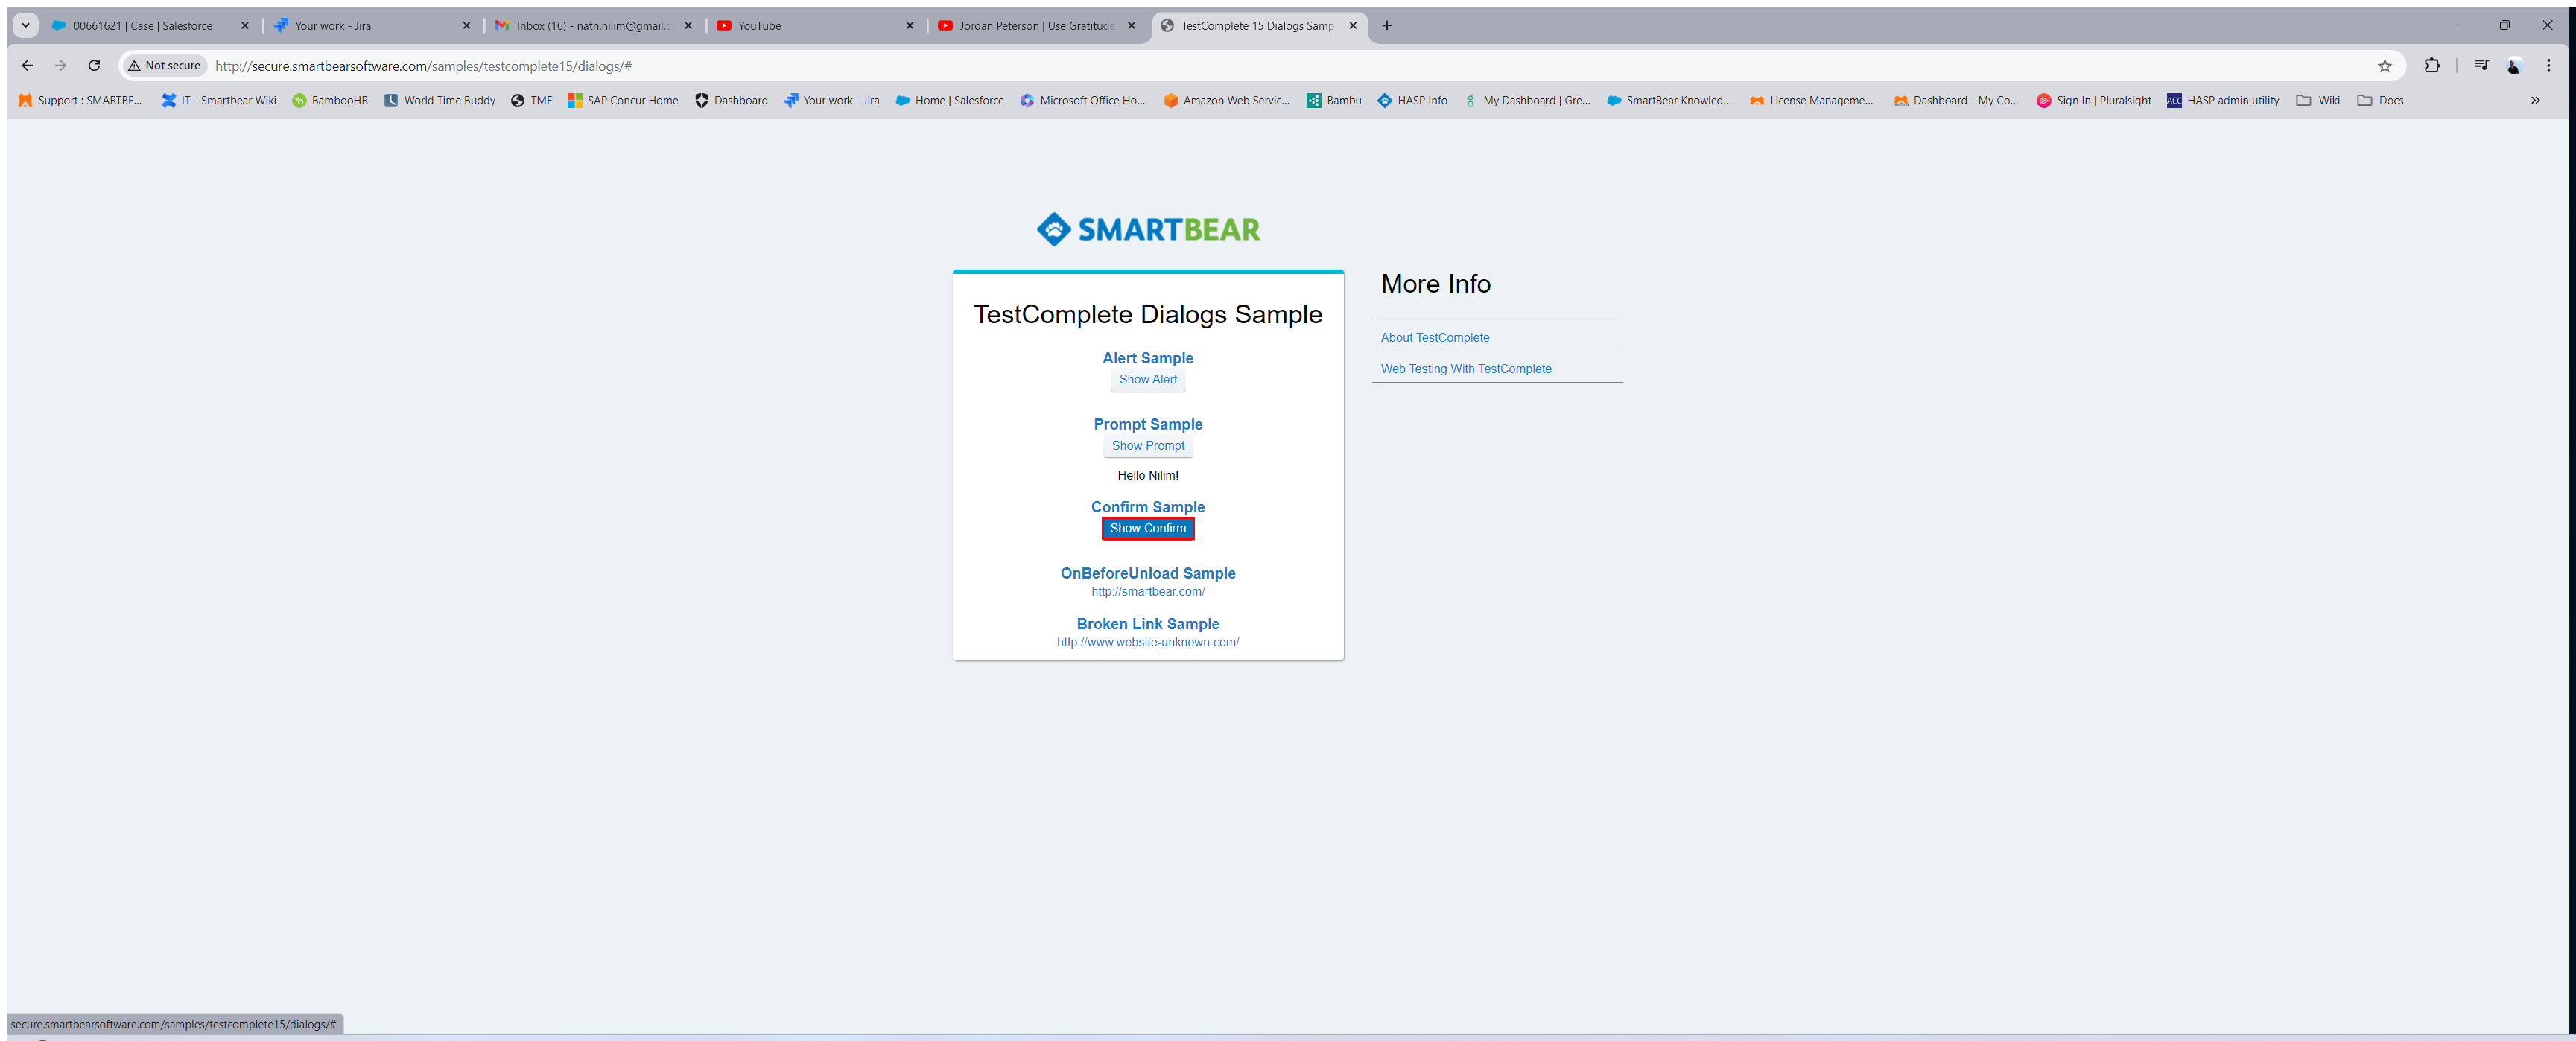 00661621 | Case | Salesforce
Your work - Jira
Inbox (16) - nath.nilim@gmail.c
YouTube
Jordan Peterson | Use Gratitude
TestComplete 15 Dialogs Sampl
Not secure
http://secure.smartbearsoftware.com/samples/testcomplete15/dialogs/#
Support : SMARTBE...
IT - Smartbear Wiki
BambooHR
World Time Buddy
TMF
SAP Concur Home
Dashboard
Your work - Jira
Home | Salesforce
Microsoft Office Ho...
Amazon Web Servic...
Bambu
HASP Info
My Dashboard | Gre...
SmartBear Knowled...
License Manageme...
Dashboard - My Co...
Sign In | Pluralsight
ACC HASP admin utility
Wiki
Docs
SMARTBEAR
TestComplete Dialogs Sample
Alert Sample
Show Alert
Prompt Sample
Show Prompt
Hello Nilim!
Confirm Sample
Show Confirm
OnBeforeUnload Sample
http://smartbear.com/
Broken Link Sample
http://www.website-unknown.com/
More Info
About TestComplete
Web Testing With TestComplete
secure.smartbearsoftware.com/samples/testcomplete15/dialogs/#